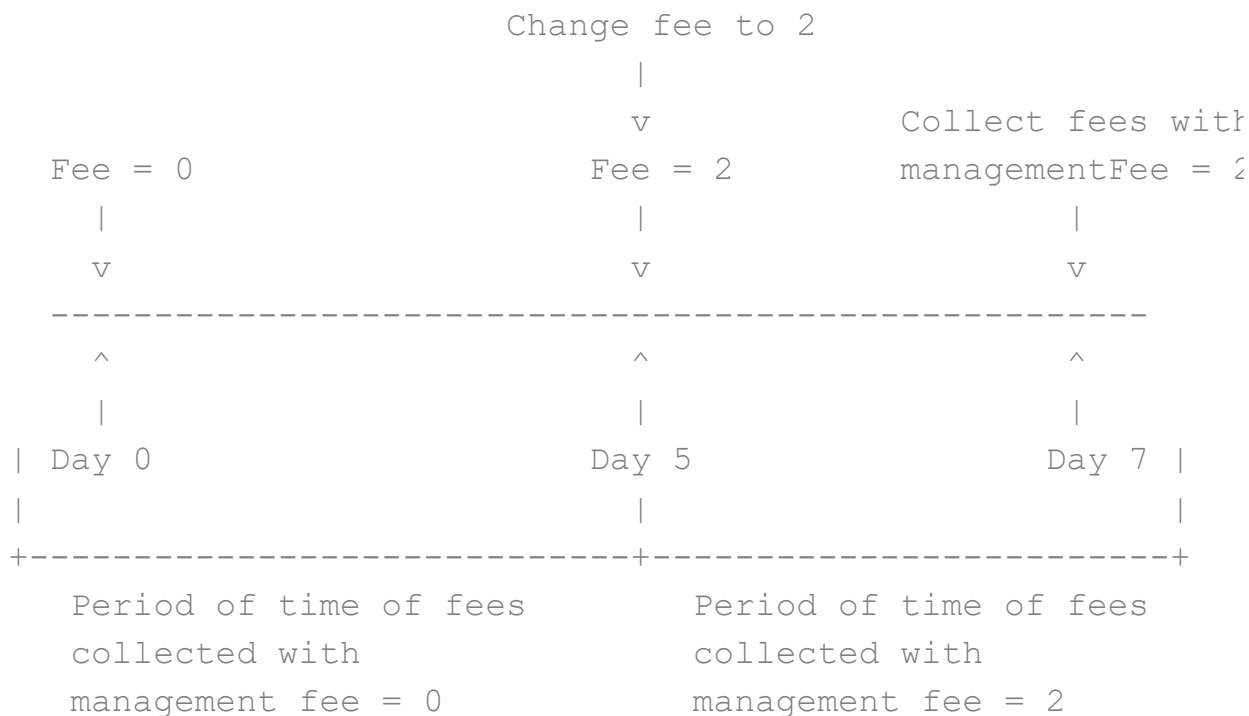 Change fee to 2
|
v Collect fees with
Fee = 0 Fee = 2 managementFee = 2
| | |
v v v
-----------------------------------------------------
^ ^ ^
| | |
| Day 0 Day 5 Day 7 |
| | |
+-----------------------------+-------------------------+
Period of time of fees Period of time of fees
collected with collected with
management fee = 0 management fee = 2